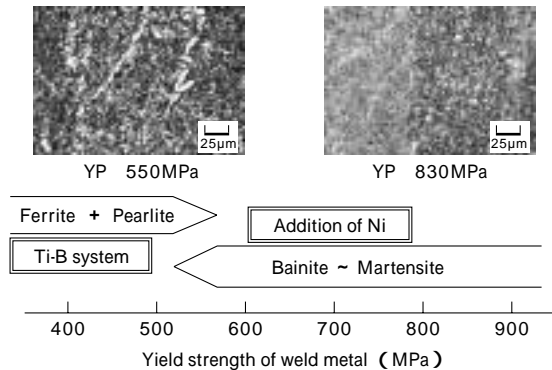 25μm
25μm
YP 550MPa
YP 830MPa
Ferrite + Pearlite
Addition of Ni
Ti-B system
Bainite ~ Martensite
400 500 600 700 800 900
Yield strength of weld metal (MPa)